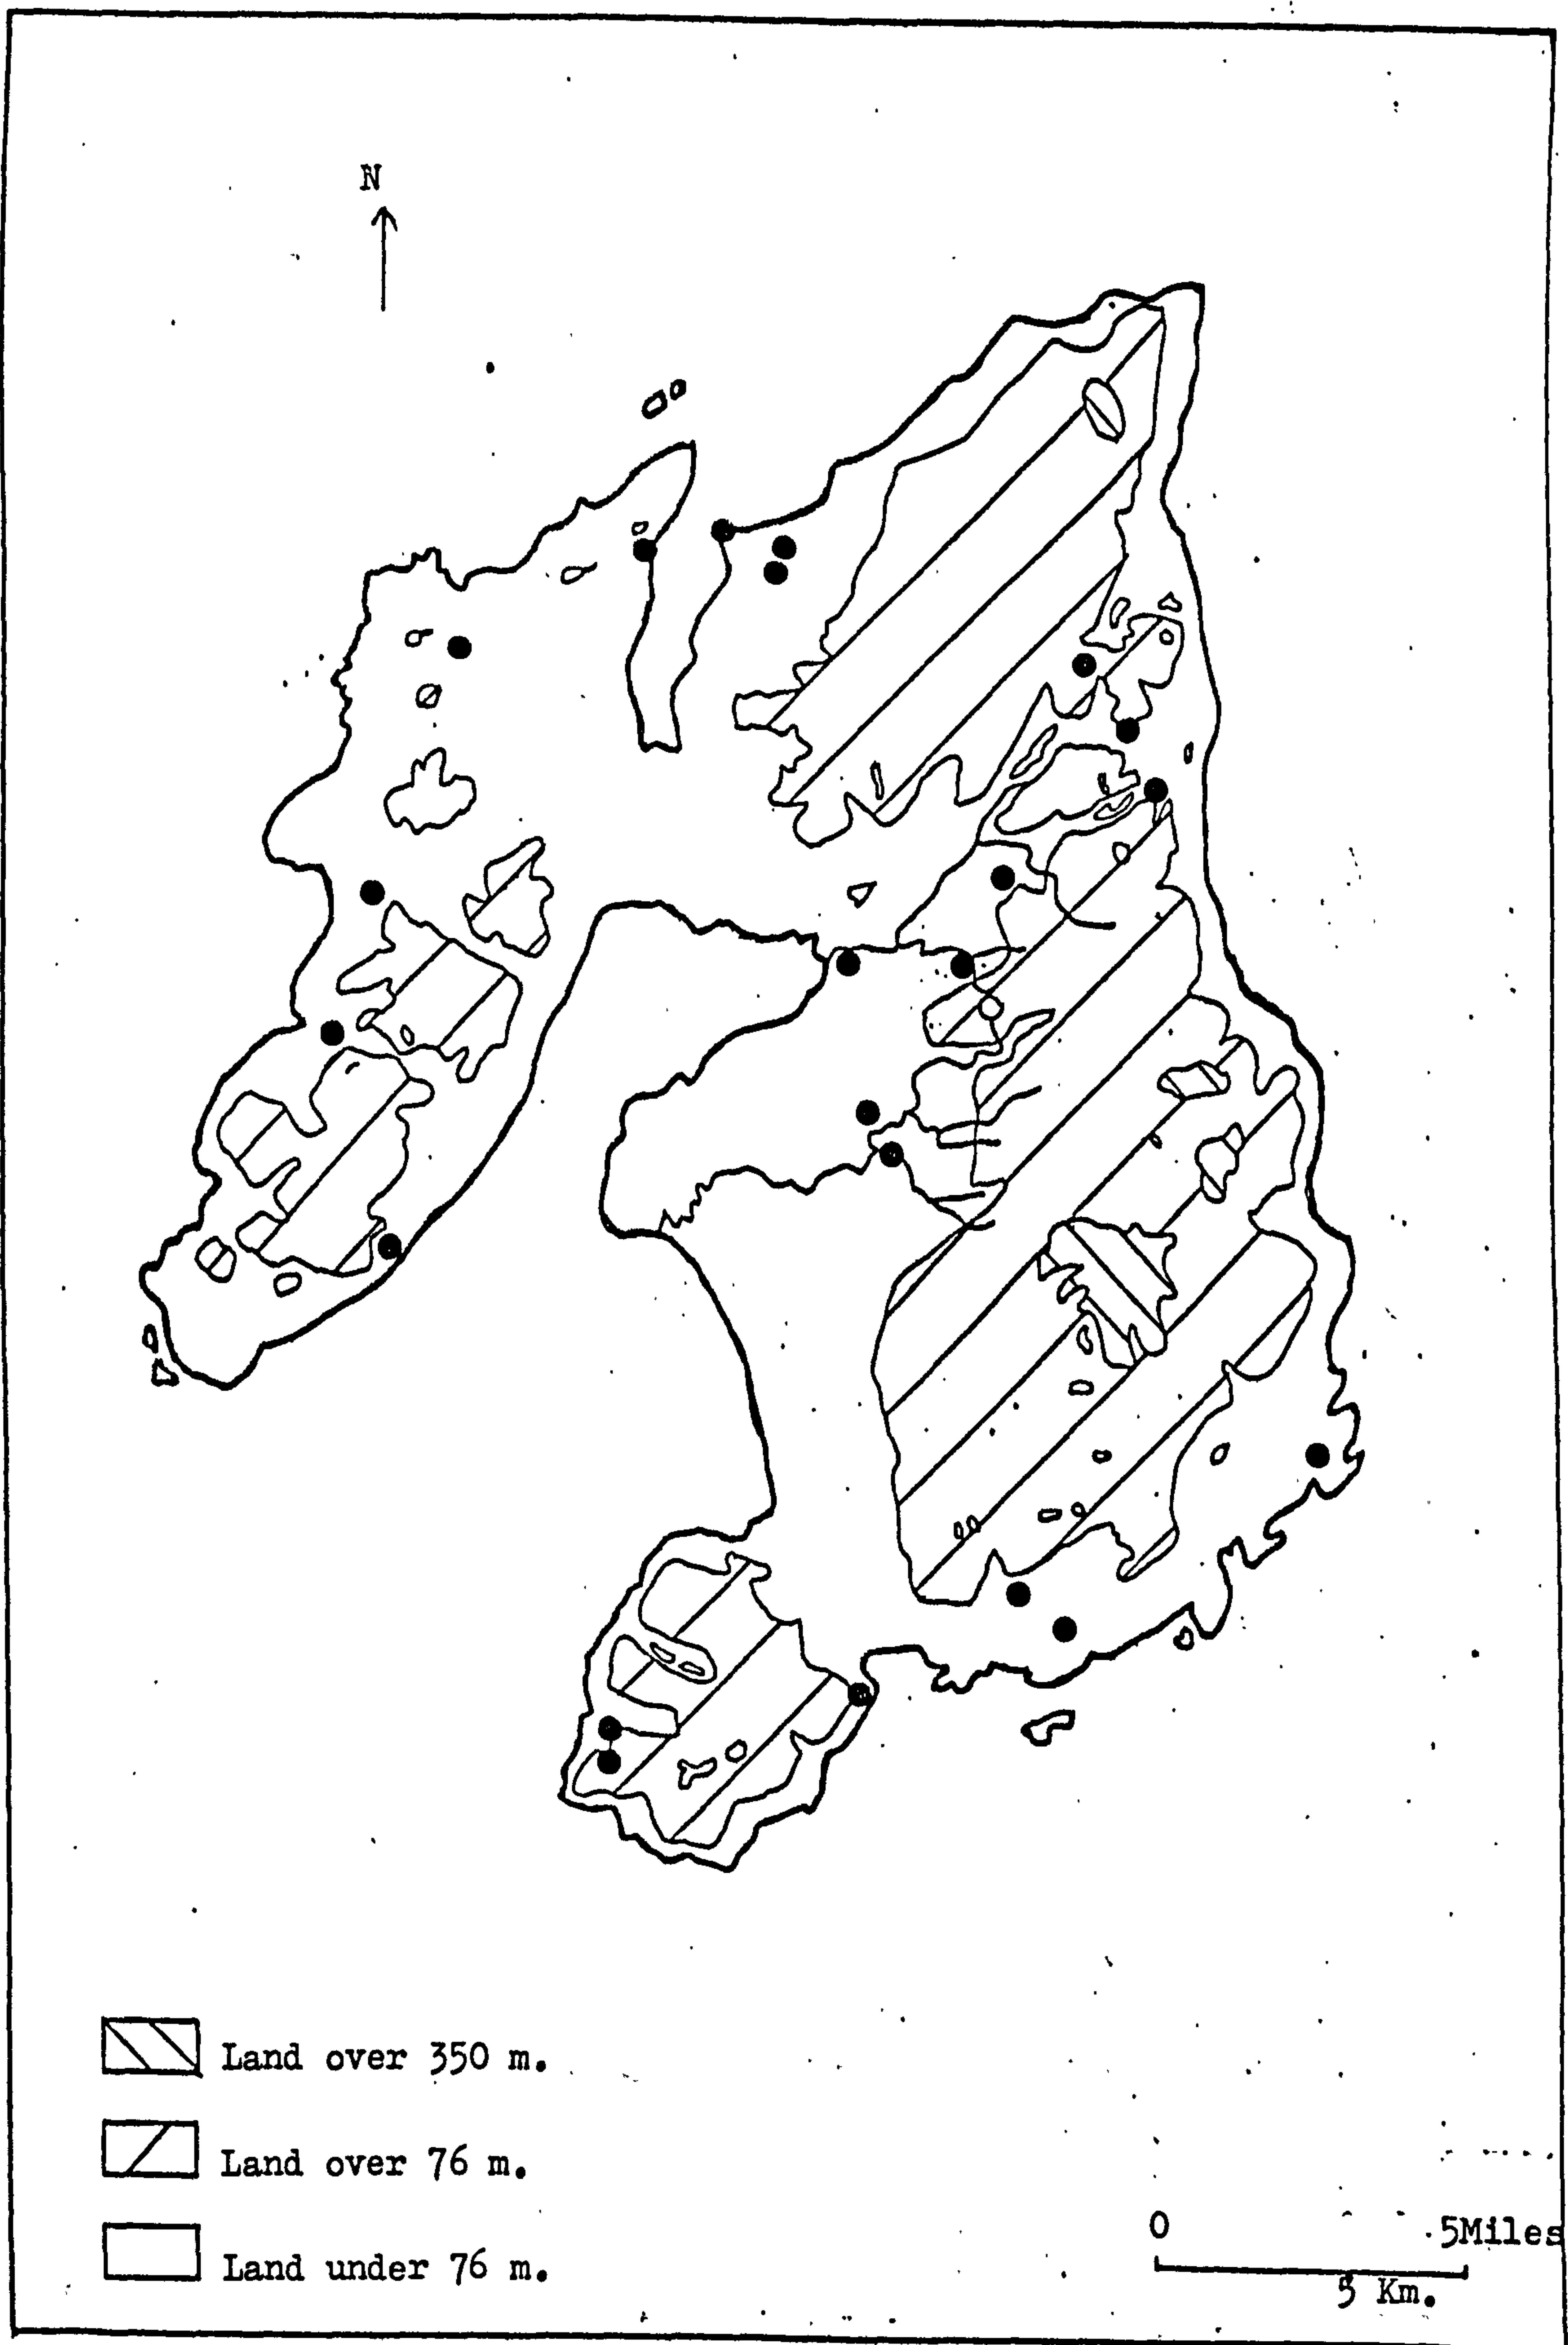 N
Land over 350 m.
Land over 76 m.
Land under 76 m.
0 5Miles
5 Km.